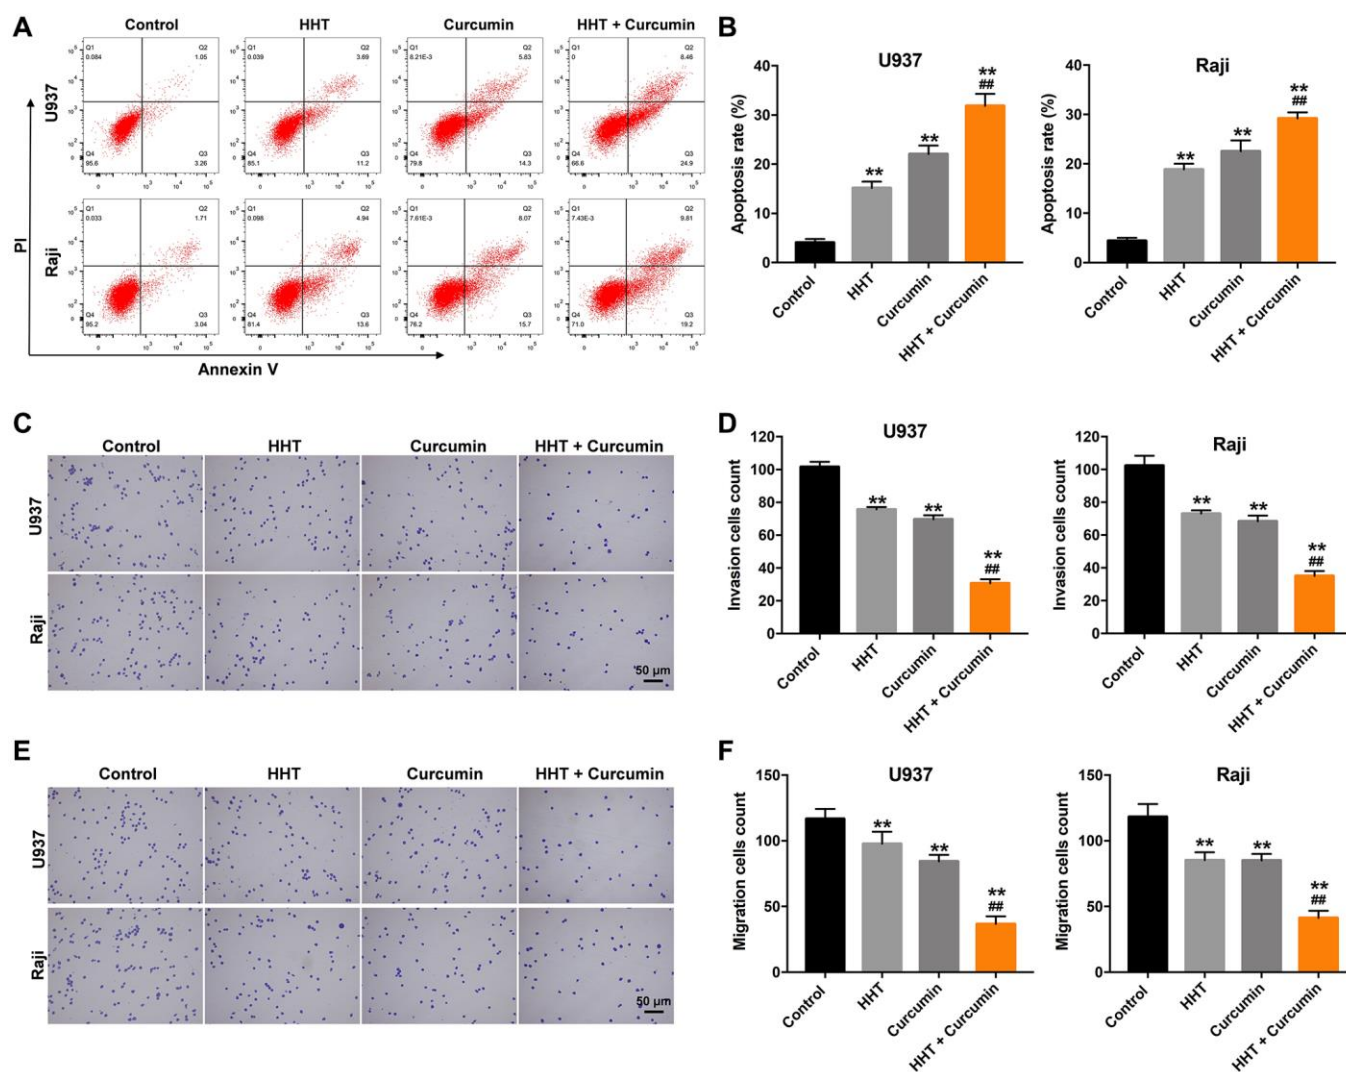 A
Control
HHT
Curcumin
HHT + Curcumin
U937
Q1
0.084
Q2
1.05
Q4
95.6
Q3
3.26
Q1
0.039
Q2
3.69
Q4
85.1
Q3
11.2
Q1
8.21E-3
Q2
5.83
Q4
79.8
Q3
14.3
Q1
0
Q2
8.46
Q4
66.6
Q3
24.9
Raji
Q1
0.033
Q2
1.71
Q4
95.2
Q3
3.04
Q1
0.098
Q2
4.94
Q4
81.4
Q3
13.6
Q1
7.61E-3
Q2
8.07
Q4
76.2
Q3
15.7
Q1
7.43E-3
Q2
9.81
Q4
71.0
Q3
19.2
PI
Annexin V
B
U937
Apoptosis rate (%)
40
30
20
10
0
**
**
**
##
Control
HHT
Curcumin
HHT + Curcumin
Raji
Apoptosis rate (%)
40
30
20
10
0
**
**
**
##
Control
HHT
Curcumin
HHT + Curcumin
C
Control
HHT
Curcumin
HHT + Curcumin
U937
Raji
50 μm
D
U937
Invasion cells count
120
100
80
60
40
20
0
**
**
**
##
Control
HHT
Curcumin
HHT + Curcumin
Raji
Invasion cells count
120
100
80
60
40
20
0
**
**
**
##
Control
HHT
Curcumin
HHT + Curcumin
E
Control
HHT
Curcumin
HHT + Curcumin
U937
Raji
50 μm
F
U937
Migration cells count
150
100
50
0
**
**
**
##
Control
HHT
Curcumin
HHT + Curcumin
Raji
Migration cells count
150
100
50
0
**
**
**
##
Control
HHT
Curcumin
HHT + Curcumin